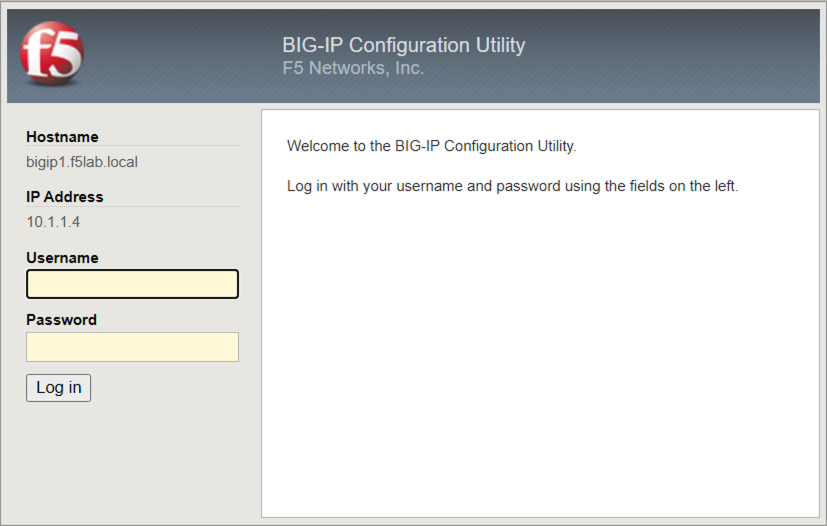 f5
BIG-IP Configuration Utility
F5 Networks, Inc.
Hostname
bigip1.f5lab.local
IP Address
10.1.1.4
Username
Password
Log in
Welcome to the BIG-IP Configuration Utility.
Log in with your username and password using the fields on the left.